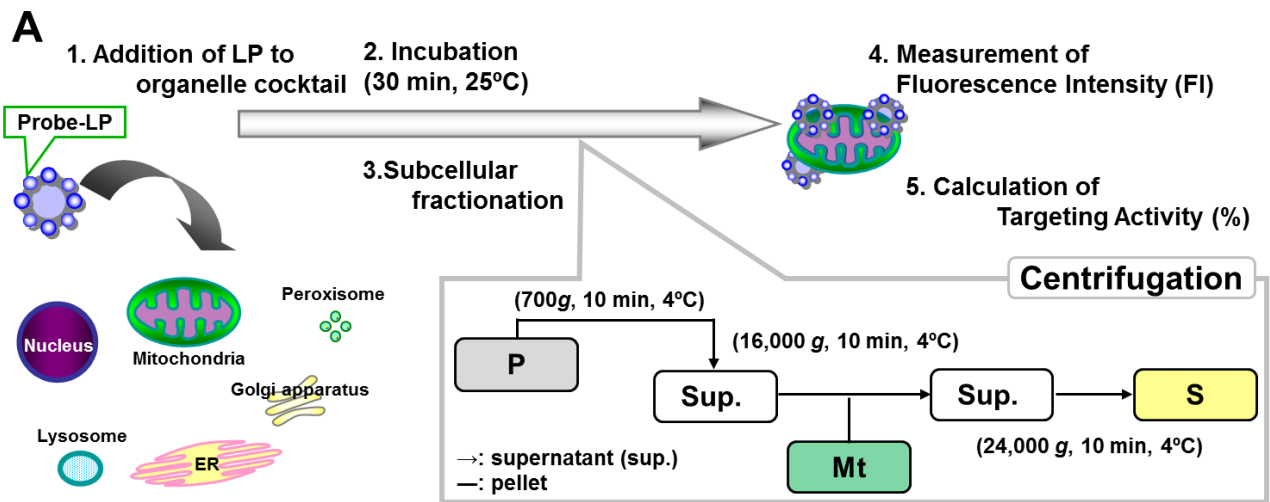 A
1. Addition of LP to
organelle cocktail
2. Incubation
(30 min, 25ºC)
4. Measurement of
Fluorescence Intensity (FI)
Probe-LP
3.Subcellular
fractionation
5. Calculation of
Targeting Activity (%)
Centrifugation
Nucleus
Mitochondria
Peroxisome
Golgi apparatus
Lysosome
ER
(700g, 10 min, 4ºC)
(16,000 g, 10 min, 4ºC)
P
Sup.
Sup.
S
Mt
(24,000 g, 10 min, 4ºC)
→: supernatant (sup.)
—: pellet